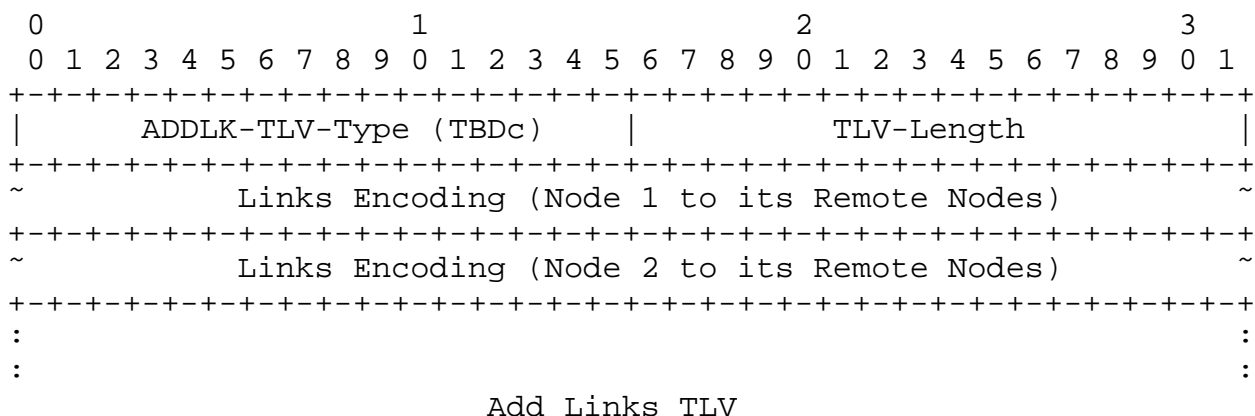 0                   1                   2                   3
 0 1 2 3 4 5 6 7 8 9 0 1 2 3 4 5 6 7 8 9 0 1 2 3 4 5 6 7 8 9 0 1
+-+-+-+-+-+-+-+-+-+-+-+-+-+-+-+-+-+-+-+-+-+-+-+-+-+-+-+-+-+-+-+-+
|      ADDLK-TLV-Type (TBDc)    |          TLV-Length           |
+-+-+-+-+-+-+-+-+-+-+-+-+-+-+-+-+-+-+-+-+-+-+-+-+-+-+-+-+-+-+-+-+
~           Links Encoding (Node 1 to its Remote Nodes)         ~
+-+-+-+-+-+-+-+-+-+-+-+-+-+-+-+-+-+-+-+-+-+-+-+-+-+-+-+-+-+-+-+-+
~           Links Encoding (Node 2 to its Remote Nodes)         ~
+-+-+-+-+-+-+-+-+-+-+-+-+-+-+-+-+-+-+-+-+-+-+-+-+-+-+-+-+-+-+-+-+
:                                                               :
:                                                               :
                         Add Links TLV